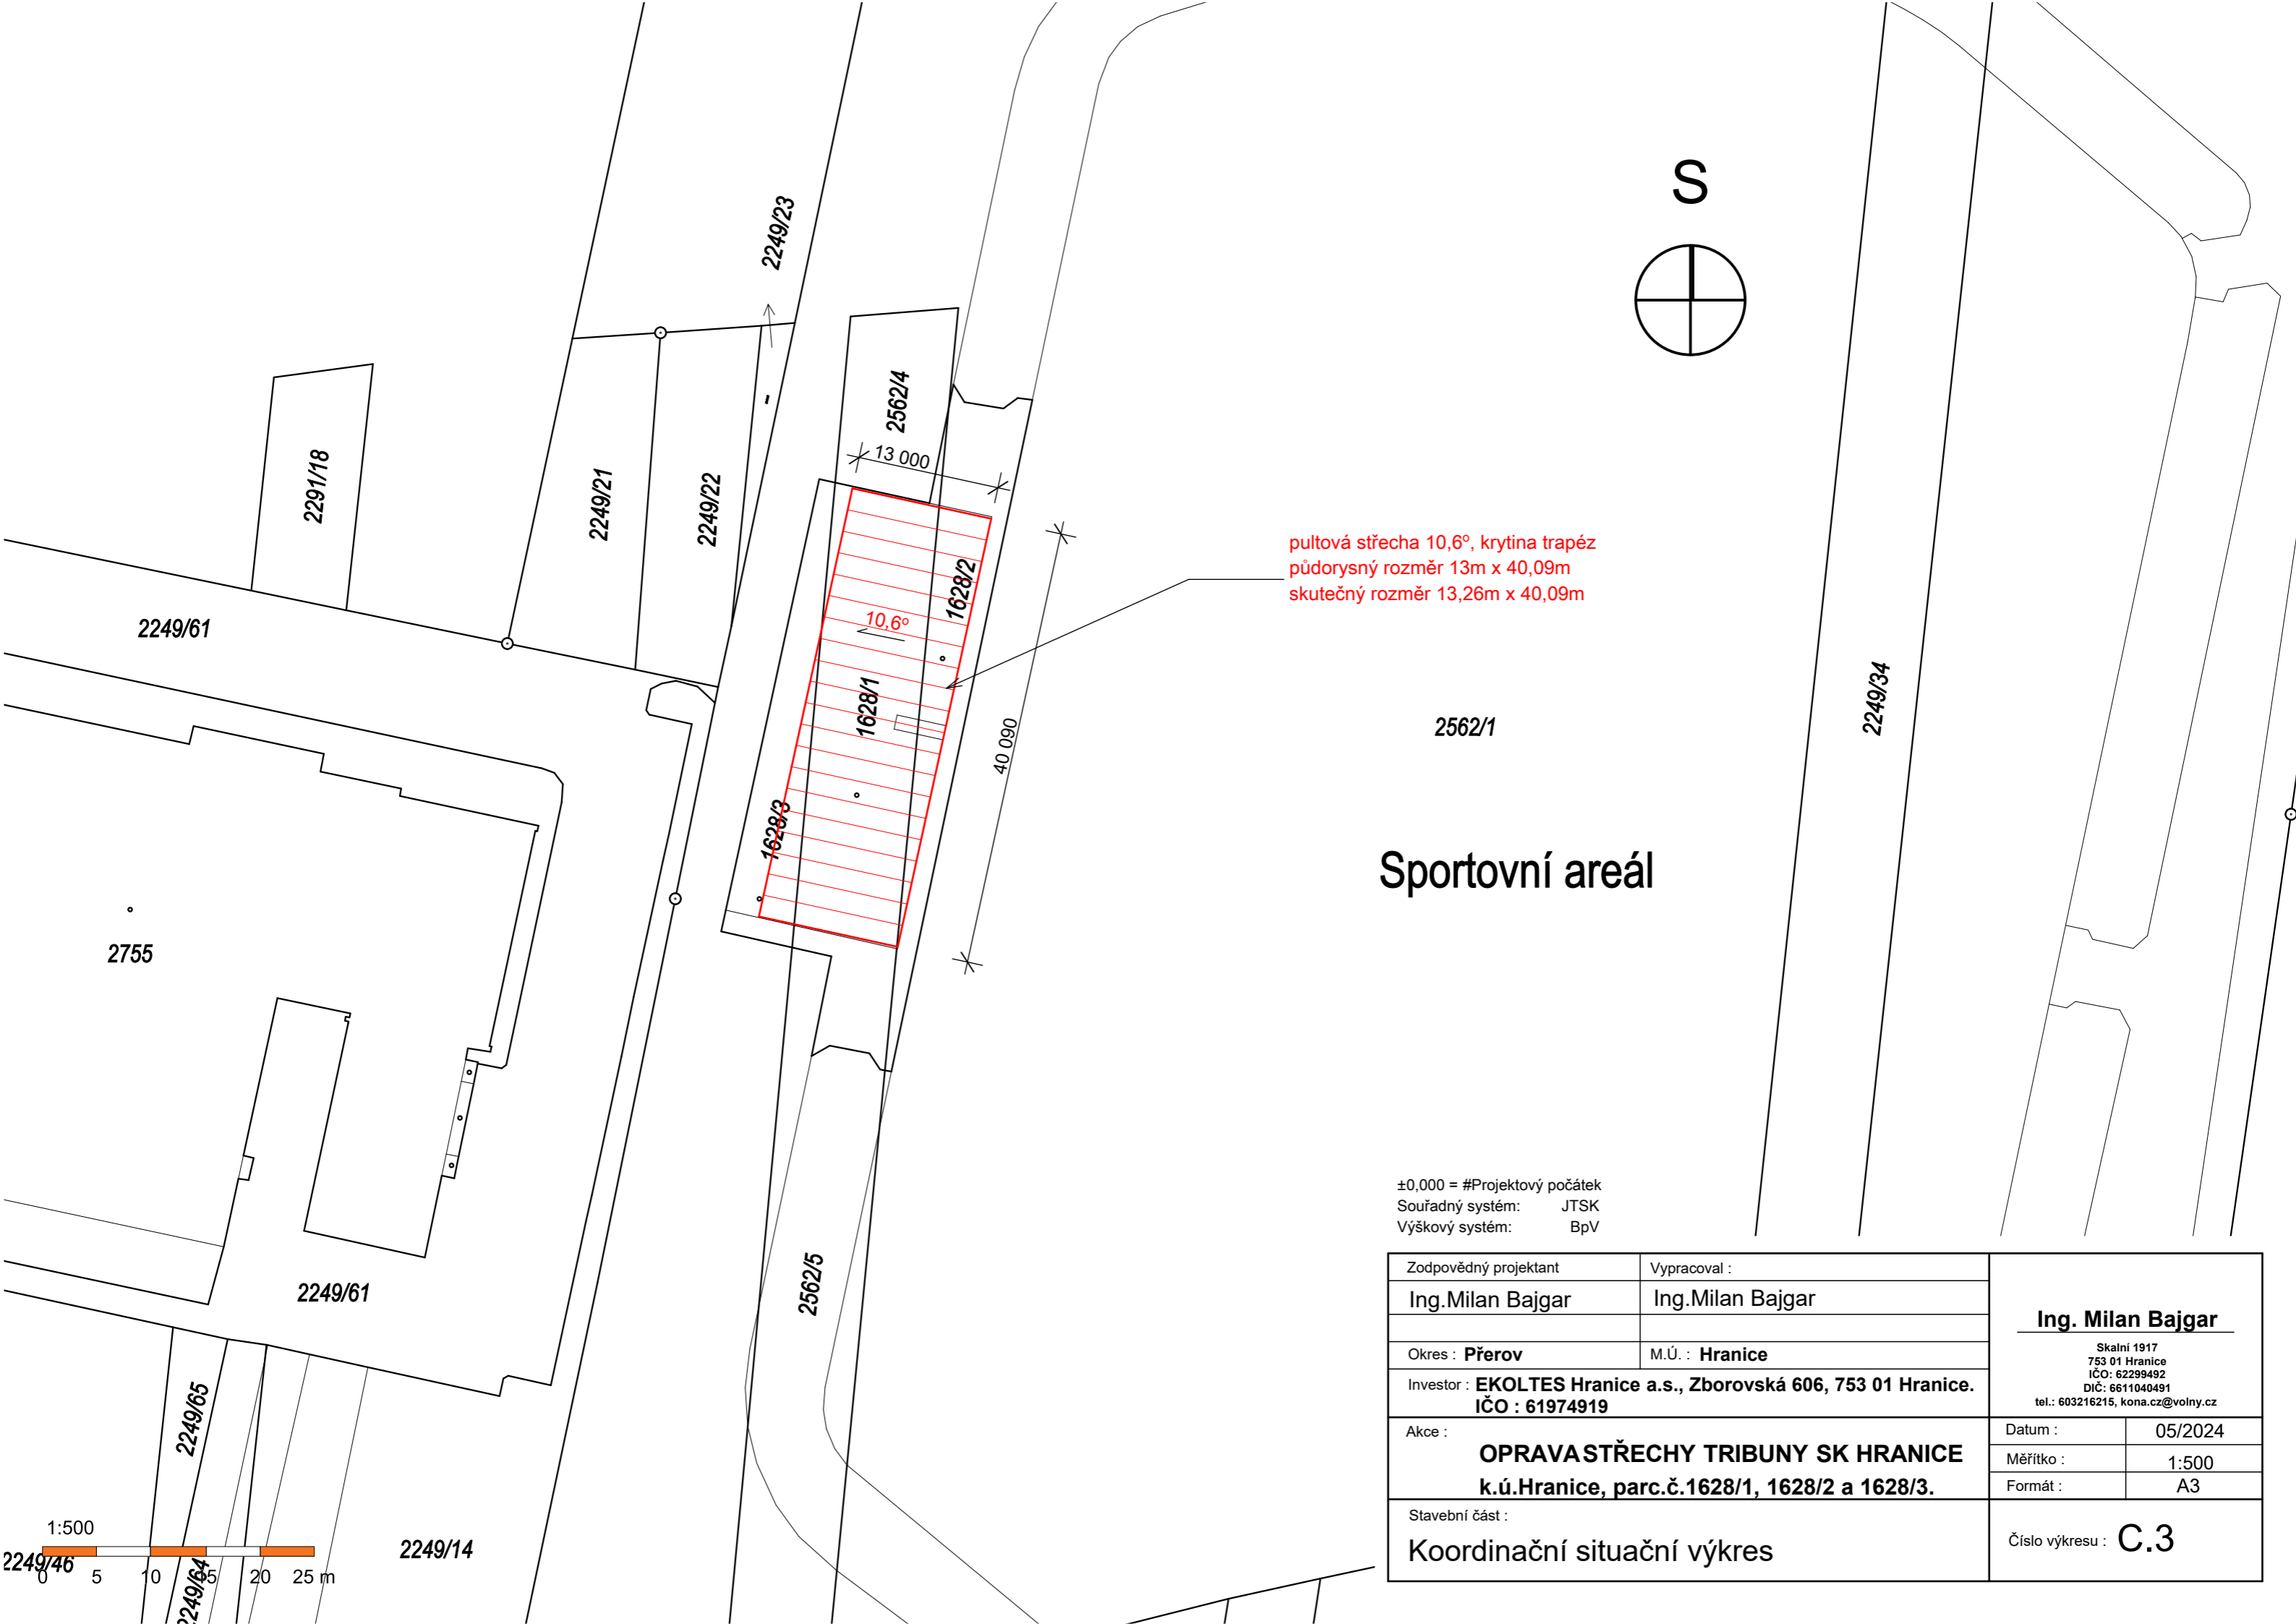 S
2249/23
2562/4
13 000
2291/18
2249/21
2249/22
pultová střecha 10,6°, krytina trapéz
půdorysný rozměr 13m x 40,09m
skutečný rozměr 13,26m x 40,09m
1628/2
10,6°
2249/61
1628/1
40 090
2562/1
2249/34
1628/3
Sportovní areál
2755
2249/61
2562/5
±0,000 = #Projektový počátek
Souřadný systém: JTSK
Výškový systém: BpV
2249/65
2249/14
2249/46
2249/64
1:500
0 5 10 15 20 25 m
Zodpovědný projektant
Vypracoval :
Ing.Milan Bajgar
Ing.Milan Bajgar
Okres : Přerov
M.Ú. : Hranice
Investor : EKOLTES Hranice a.s., Zborovská 606, 753 01 Hranice.
IČO : 61974919
Akce :
OPRAVA STŘECHY TRIBUNY SK HRANICE
k.ú.Hranice, parc.č.1628/1, 1628/2 a 1628/3.
Stavební část :
Koordinační situační výkres
Ing. Milan Bajgar
Skalní 1917
753 01 Hranice
IČO: 62299492
DIČ: 6611040491
tel.: 603216215, kona.cz@volny.cz
Datum : 05/2024
Měřítko : 1:500
Formát : A3
Číslo výkresu : C.3